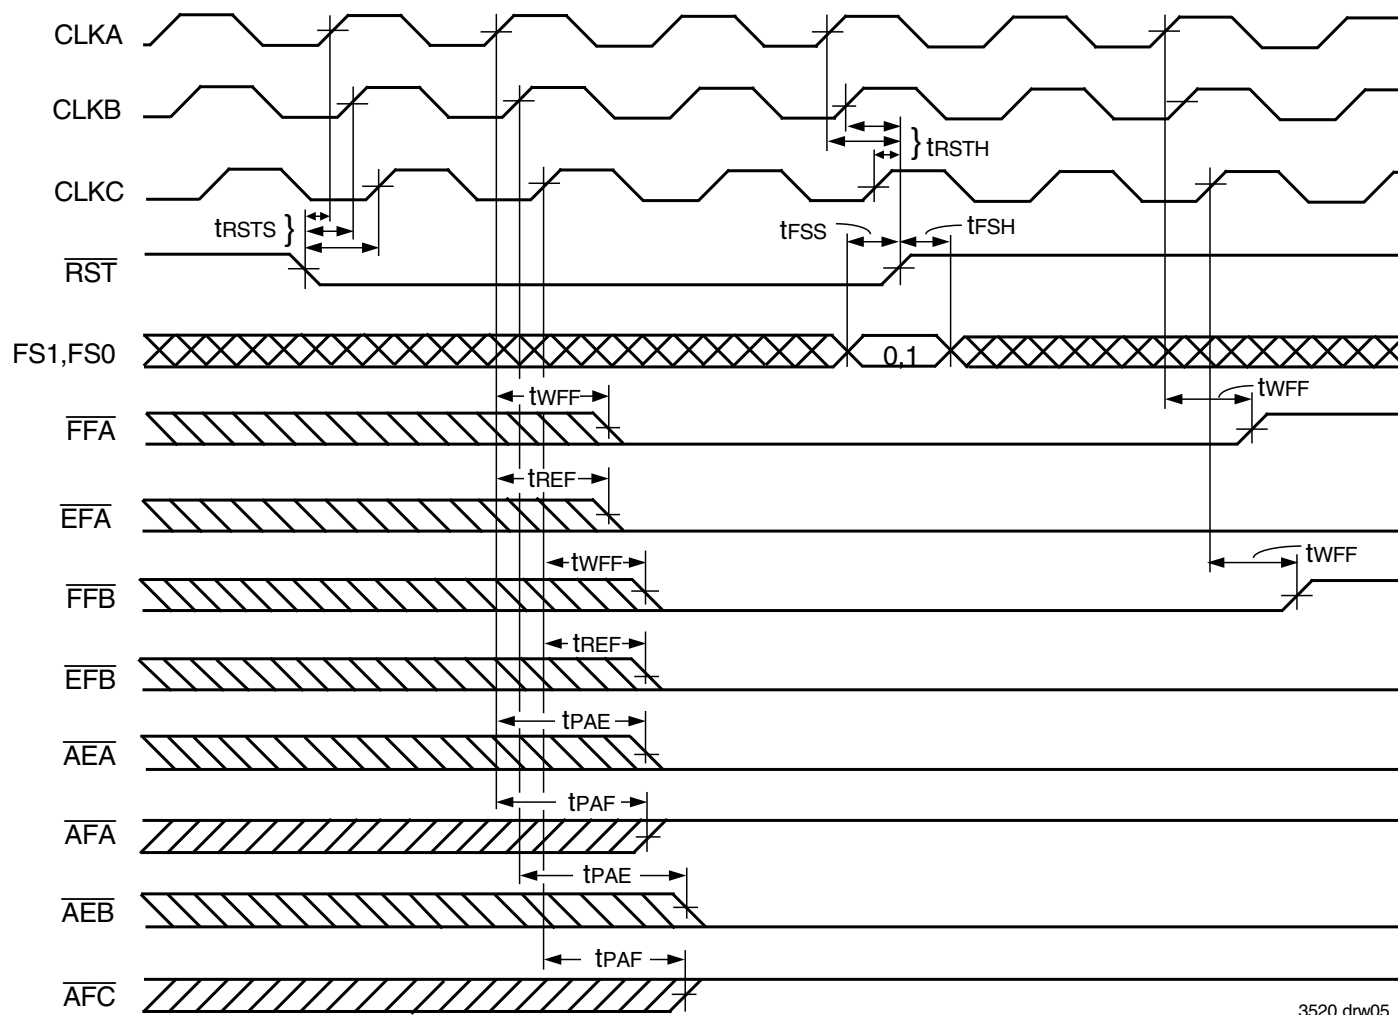 CLKA
CLKB
} tRSTH
CLKC
tRSTS }
tFSS
tFSH
RST
FS1,FS0
0,1
tWFF
tWFF
FFA
tREF
EFA
tWFF
tWFF
FFB
tREF
EFB
tPAE
AEA
tPAF
AFA
tPAE
AEB
tPAF
AFC
3520 drw05